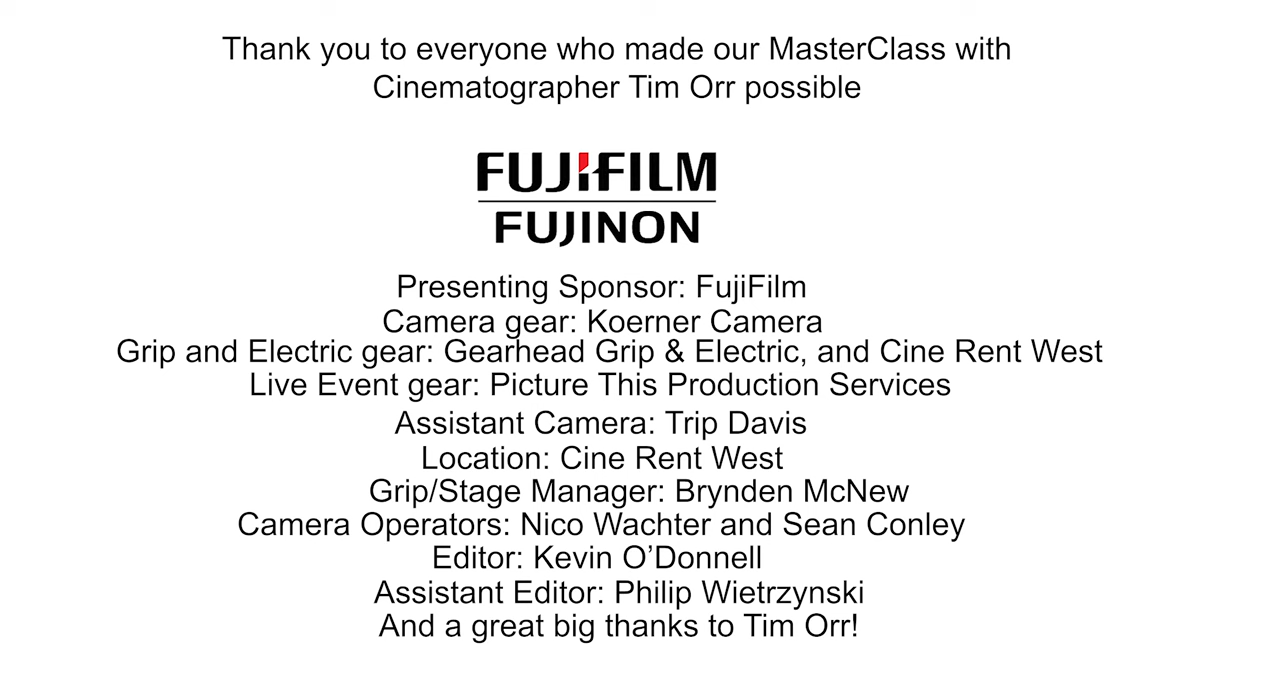 Thank you to everyone who made our MasterClass with
Cinematographer Tim Orr possible
FUJIFILM
FUJINON
Presenting Sponsor: FujiFilm
Camera gear: Koerner Camera
Grip and Electric gear: Gearhead Grip & Electric, and Cine Rent West
Live Event gear: Picture This Production Services
Assistant Camera: Trip Davis
Location: Cine Rent West
Grip/Stage Manager: Brynden McNew
Camera Operators: Nico Wachter and Sean Conley
Editor: Kevin O’Donnell
Assistant Editor: Philip Wietrzynski
And a great big thanks to Tim Orr!